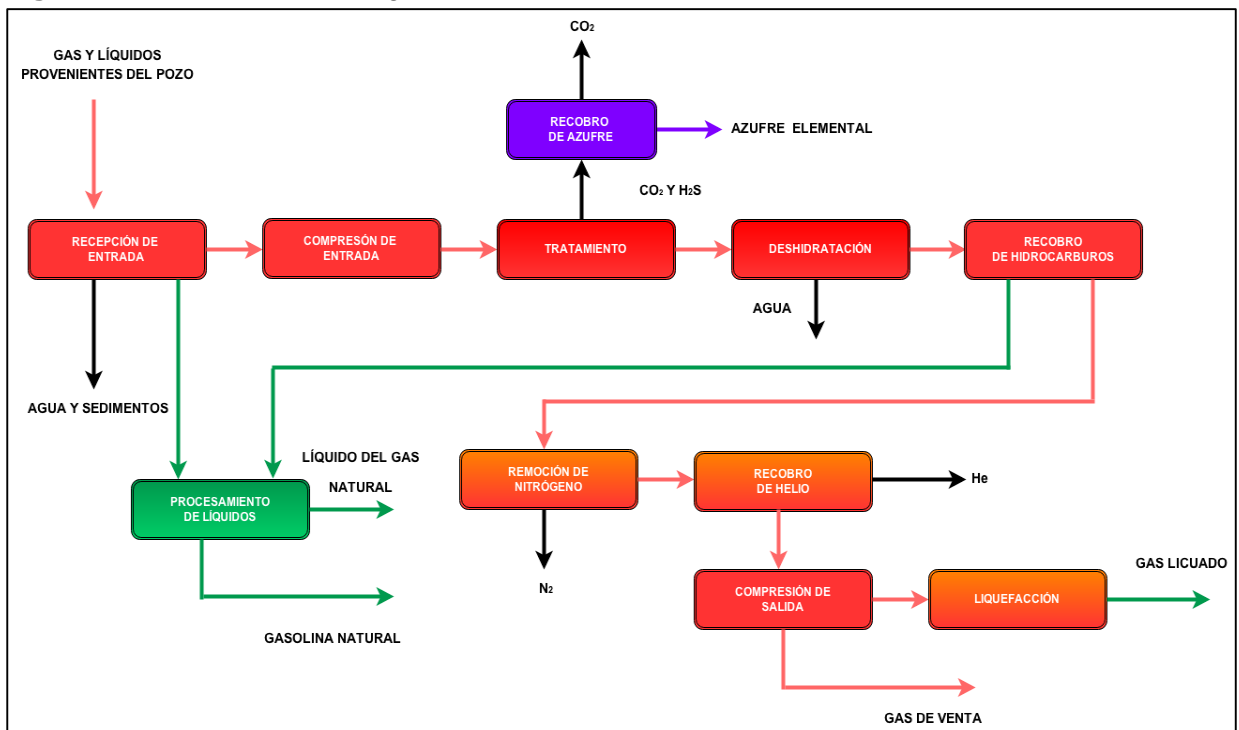 CO₂
GAS Y LÍQUIDOS
PROVENIENTES DEL POZO
RECOBRO
DE AZUFRE
AZUFRE ELEMENTAL
CO₂ Y H₂S
RECEPCIÓN DE
ENTRADA
COMPRESÓN DE
ENTRADA
TRATAMIENTO
DESHIDRATACIÓN
RECOBRO
DE HIDROCARBUROS
AGUA
AGUA Y SEDIMENTOS
LÍQUIDO DEL GAS
NATURAL
PROCESAMIENTO
DE LÍQUIDOS
REMOCIÓN DE
NITRÓGENO
RECOBRO
DE HELIO
He
N₂
GAS LICUADO
COMPRESIÓN DE
SALIDA
LIQUEFACCIÓN
GASOLINA NATURAL
GAS DE VENTA